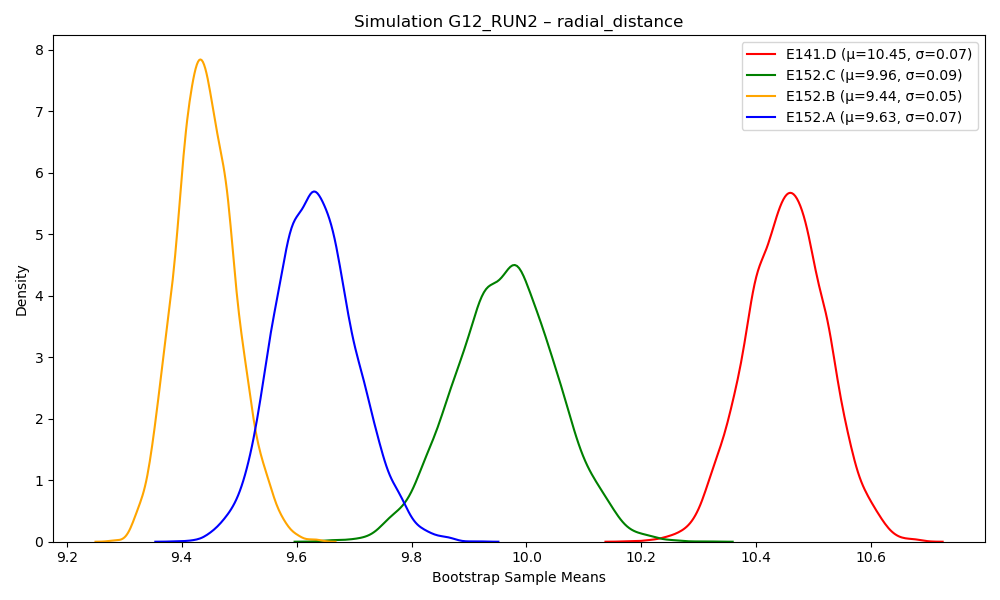 Simulation G12_RUN2 – radial_distance
E141.D (μ=10.45, σ=0.07)
E152.C (μ=9.96, σ=0.09)
E152.B (μ=9.44, σ=0.05)
E152.A (μ=9.63, σ=0.07)
Density
8
7
6
5
4
3
2
1
0
9.2 9.4 9.6 9.8 10.0 10.2 10.4 10.6
Bootstrap Sample Means